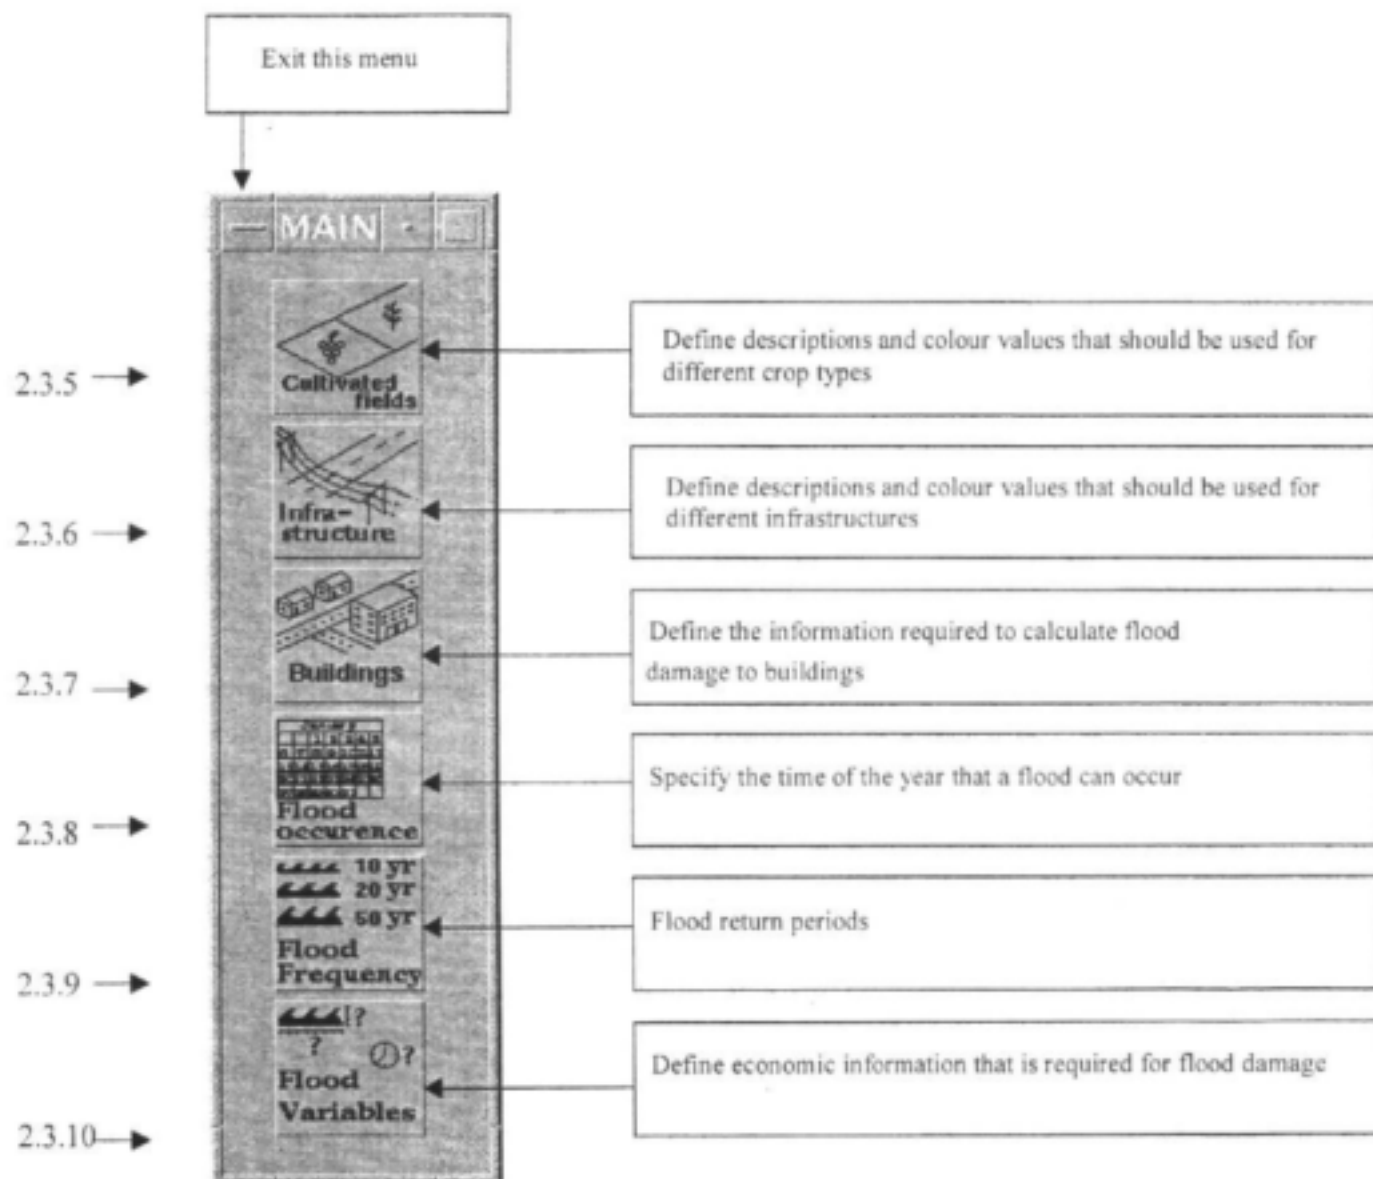 Exit this menu
MAIN
2.3.5
Cultivated
fields
Define descriptions and colour values that should be used for
different crop types
2.3.6
Infra-
structure
Define descriptions and colour values that should be used for
different infrastructures
2.3.7
Buildings
Define the information required to calculate flood
damage to buildings
2.3.8
Flood
occurence
Specify the time of the year that a flood can occur
2.3.9
10 yr
20 yr
50 yr
Flood
Frequency
Flood return periods
2.3.10
!?
?
?
Flood
Variables
Define economic information that is required for flood damage